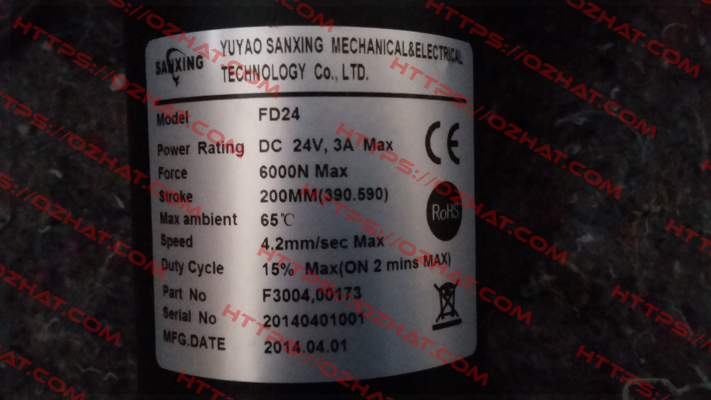 SANXING
YUYAO SANXING MECHANICAL&ELECTRICAL
TECHNOLOGY Co., LTD.
Model FD24
Power Rating DC 24V, 3A Max
Force 6000N Max
Stroke 200MM(390.590)
Max ambient 65℃
Speed 4.2mm/sec Max
Duty Cycle 15% Max(ON 2 mins MAX)
Part No F3004,00173
Serial No 20140401001
MFG.DATE 2014.04.01
CE
RoHS
HTTPS://OZHAT.COM